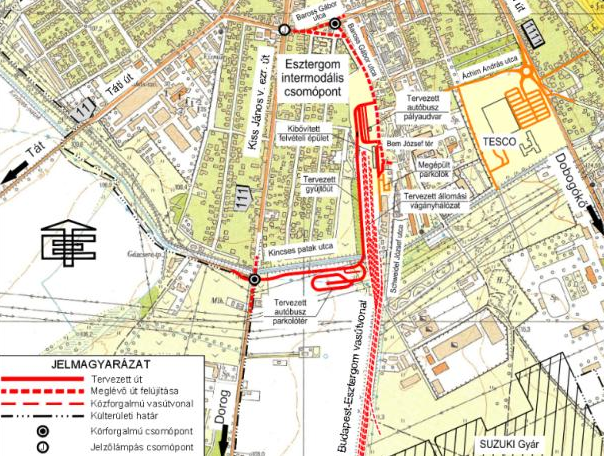 Baross Gábor
utca
Baross Gábor utca
111
Táti út
111
Tát
Kiss János v. ezr. út
Esztergom
intermodális
csomópont
Achim András utca
Tervezett
autóbusz
pályaudvar
TESCO
Kibővített
felvételi épület
Bem József tér
Megépült
parkolók
Tervezett
gyűjtőút
Tervezett állomási
vágányhálózat
Dobogókő
111
Schweidel József utca
Kincses patak utca
Tervezett
autóbusz
parkolótér
Budapest-Esztergom vasútvonal
Dorog
SUZUKI Gyár
JELMAGYARÁZAT
Tervezett út
Meglévő út felújítása
Közforgalmú vasútvonal
Külterületi határ
Körforgalmú csomópont
Jelzőlámpás csomópont